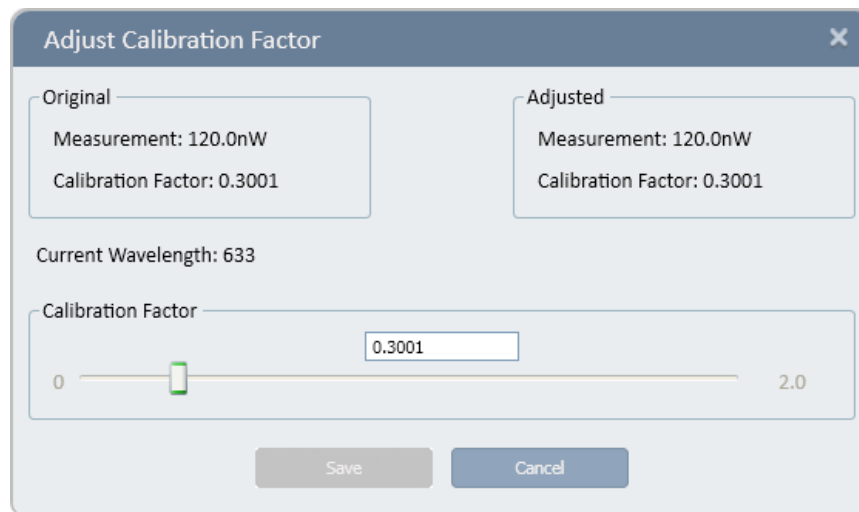 Adjust Calibration Factor
Original
Measurement: 120.0nW
Calibration Factor: 0.3001
Adjusted
Measurement: 120.0nW
Calibration Factor: 0.3001
Current Wavelength: 633
Calibration Factor
0.3001
0
2.0
Save
Cancel